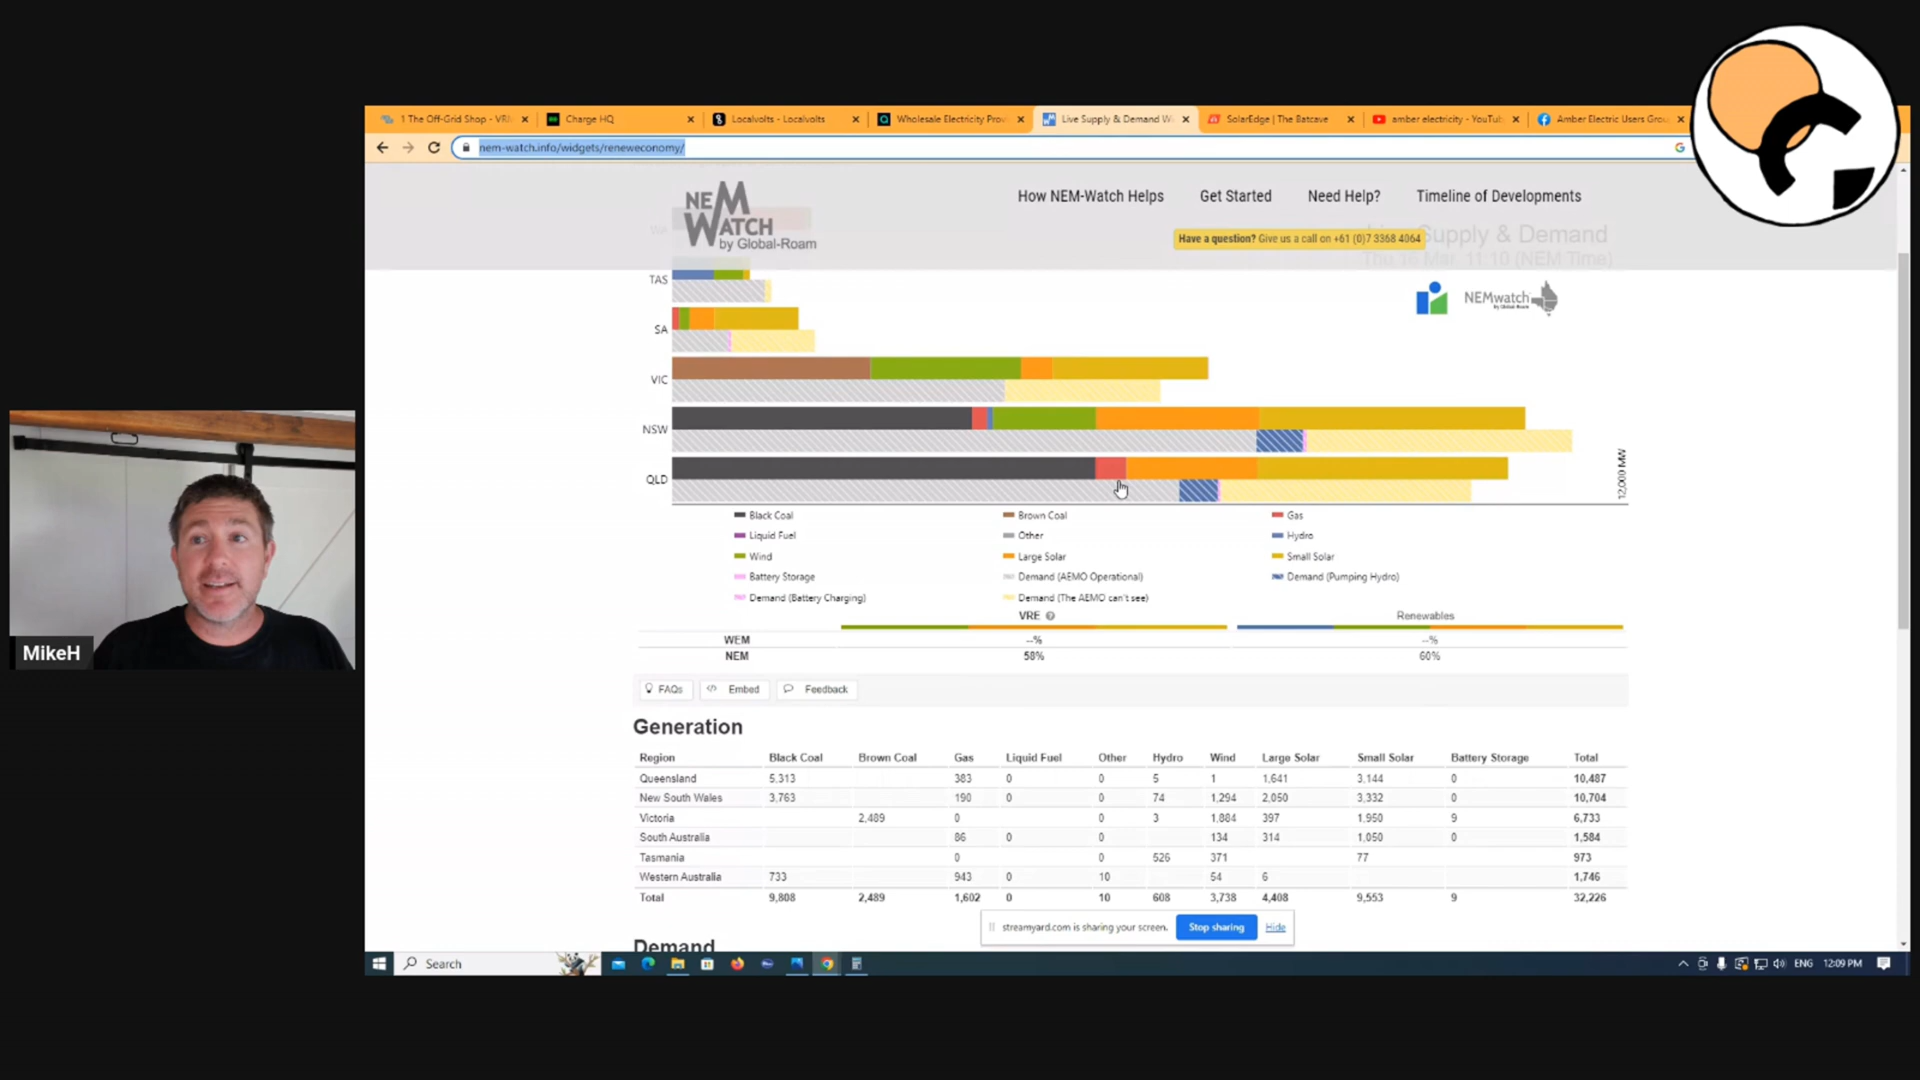 1 The Off-Grid Shop - VRM
Charge HQ
Localvolts - Localvolts
Wholesale Electricity Prov
Live Supply & Demand W
SolarEdge | The Batcave
amber electricity - YouTub
Amber Electric Users Grou
nem-watch.info/widgets/reneweconomy/
NEM WATCH by Global-Roam
How NEM-Watch Helps
Get Started
Need Help?
Timeline of Developments
Have a question? Give us a call on +61 (0)7 3368 4064
Supply & Demand
Mar, 11:10 (NEM Time)
WA
TAS
NEMwatch
by Global-Roam
SA
VIC
NSW
QLD
12,000 MW
Black Coal Brown Coal Gas
Liquid Fuel Other Hydro
Wind Large Solar Small Solar
Battery Storage Demand (AEMO Operational) Demand (Pumping Hydro)
Demand (Battery Charging) Demand (The AEMO can't see)
VRE Renewables
WEM --% --%
NEM 58% 60%
FAQs Embed Feedback
Generation
Region Black Coal Brown Coal Gas Liquid Fuel Other Hydro Wind Large Solar Small Solar Battery Storage Total
Queensland 5,313 383 0 0 5 1 1,641 3,144 0 10,487
New South Wales 3,763 190 0 0 74 1,294 2,050 3,332 0 10,704
Victoria 2,489 0 0 3 1,884 397 1,950 9 6,733
South Australia 86 0 0 134 314 1,050 0 1,584
Tasmania 0 0 526 371 77 973
Western Australia 733 943 0 10 54 6 1,746
Total 9,808 2,489 1,602 0 10 608 3,738 4,408 9,553 9 32,226
streamyard.com is sharing your screen. Stop sharing Hide
Demand
MikeH
Search
ENG 12:09 PM